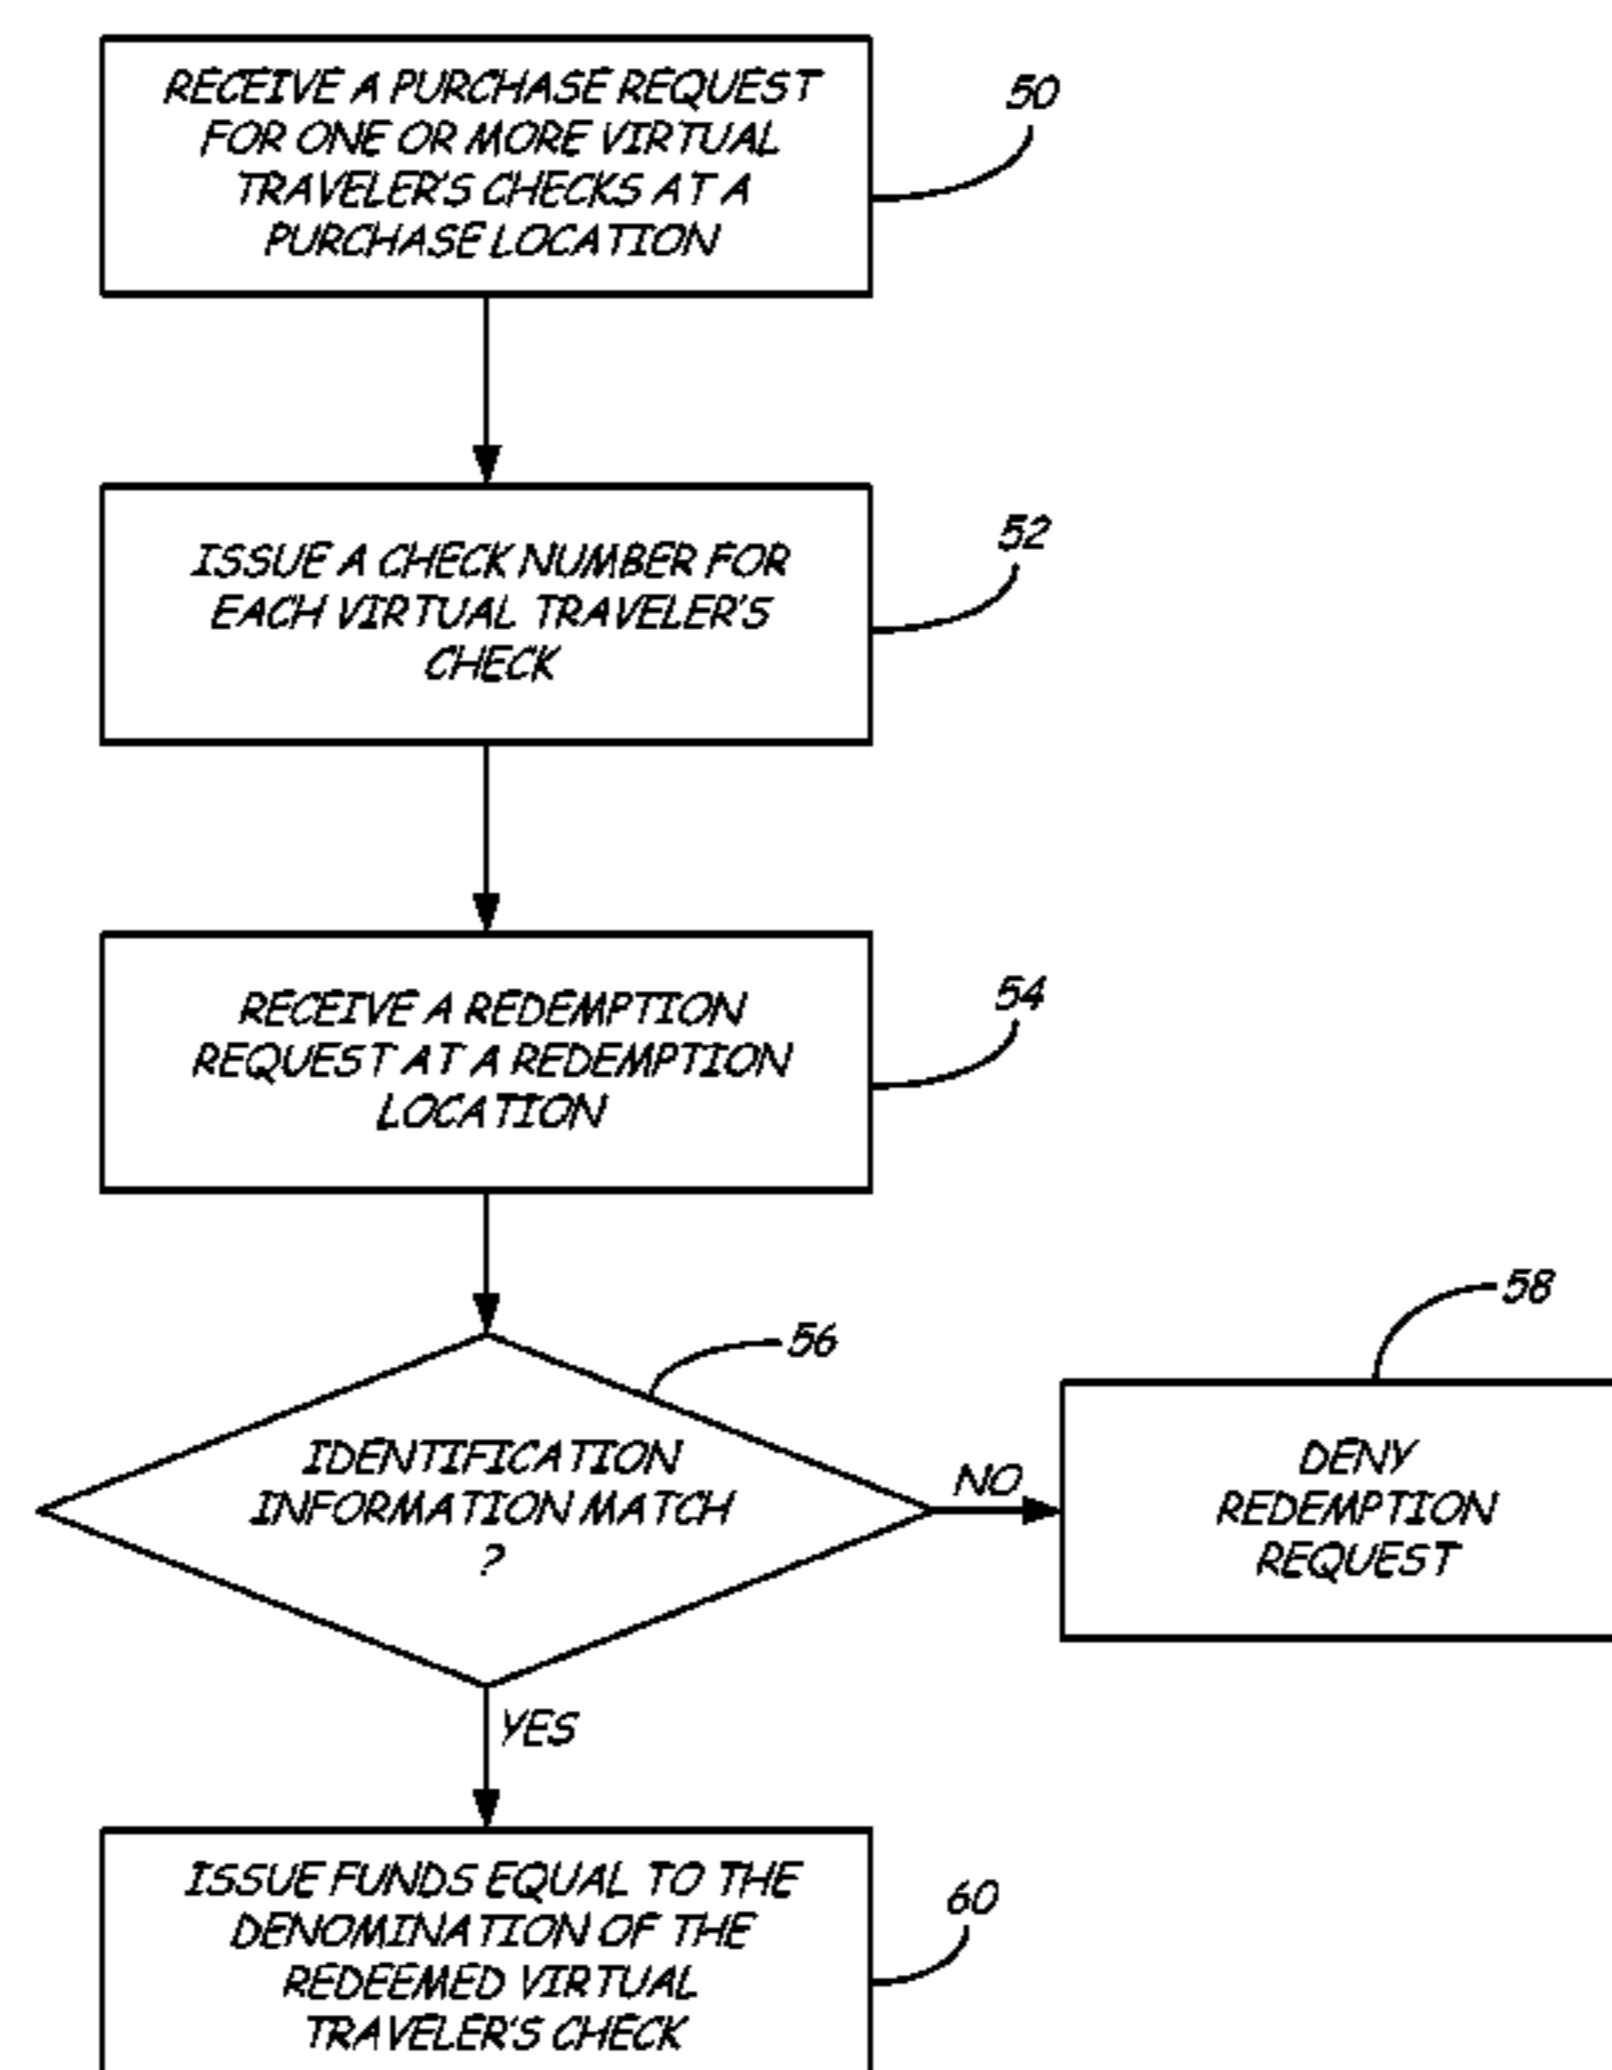 RECEIVE A PURCHASE REQUEST
FOR ONE OR MORE VIRTUAL
TRAVELER'S CHECKS AT A
PURCHASE LOCATION
50
ISSUE A CHECK NUMBER FOR
EACH VIRTUAL TRAVELER'S
CHECK
52
RECEIVE A REDEMPTION
REQUEST AT A REDEMPTION
LOCATION
54
IDENTIFICATION
INFORMATION MATCH
?
56
NO
DENY
REDEMPTION
REQUEST
58
YES
ISSUE FUNDS EQUAL TO THE
DENOMINATION OF THE
REDEEMED VIRTUAL
TRAVELER'S CHECK
60